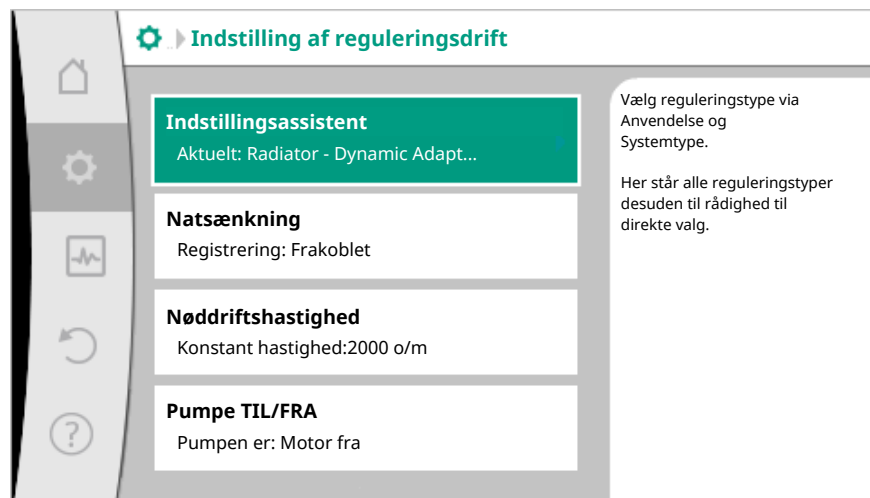 Indstilling af reguleringsdrift
Indstillingsassistent
Aktuelt: Radiator - Dynamic Adapt...
Natsænkning
Registrering: Frakoblet
Nøddriftshastighed
Konstant hastighed:2000 o/m
Pumpe TIL/FRA
Pumpen er: Motor fra
Vælg reguleringstype via
Anvendelse og
Systemtype.
Her står alle reguleringstyper
desuden til rådighed til
direkte valg.
?